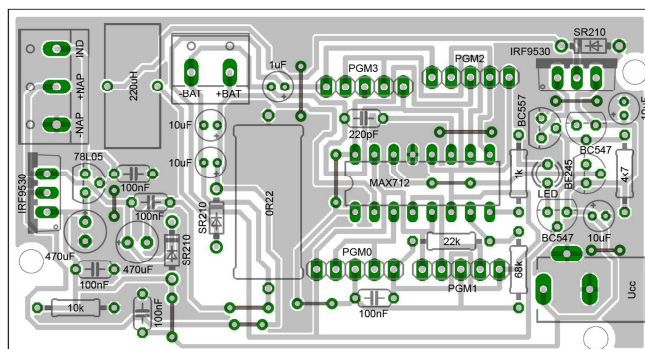 SR210
IRF9530
IND
+NAP
-NAP
220uH
-BAT +BAT
1uF
PGM3
PGM2
BC557
10uF
220pF
10uF
10uF
78L05
IRF9530
100nF
100nF
MAX712
1k
LED
BF245
BC547
4k7
SR210
0R22
470uF
470uF
SR210
100nF
22k
BC547
10uF
PGM0
PGM1
68k
Ucc
10k
100nF
100nF